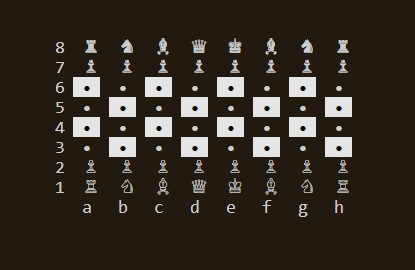 8 ♜ ♞ ♝ ♛ ♚ ♝ ♞ ♜
7 ♝ ♝ ♝ ♝ ♝ ♝ ♝ ♝
6 • • • • • • • •
5 • • • • • • • •
4 • • • • • • • •
3 • • • • • • • •
2 ♗ ♗ ♗ ♗ ♗ ♗ ♗ ♗
1 ♖ ♘ ♗ ♕ ♔ ♗ ♘ ♖
a b c d e f g h